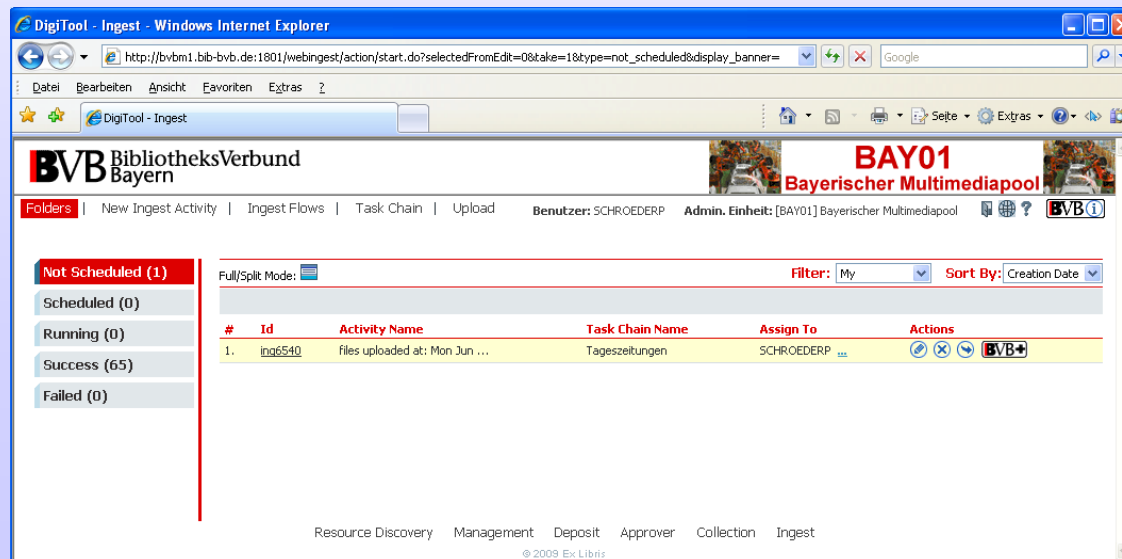 DigiTool - Ingest - Windows Internet Explorer
http://bvbm1.bib-bvb.de:1801/webingest/action/start.do?selectedFromEdit=0&take=1&type=not_scheduled&display_banner= Google
Datei Bearbeiten Ansicht Favoriten Extras ?
DigiTool - Ingest Seite Extras
BVB BibliotheksVerbund Bayern
BAY01
Bayerischer Multimediapool
Folders | New Ingest Activity | Ingest Flows | Task Chain | Upload Benutzer: SCHROEDERP Admin. Einheit: [BAY01] Bayerischer Multimediapool ? BVB i
Not Scheduled (1)
Scheduled (0)
Running (0)
Success (65)
Failed (0)
Full/Split Mode: Filter: My Sort By: Creation Date
# Id Activity Name Task Chain Name Assign To Actions
1. ing6540 files uploaded at: Mon Jun ... Tageszeitungen SCHROEDERP ... BVB+
Resource Discovery Management Deposit Approver Collection Ingest
© 2009 Ex Libris